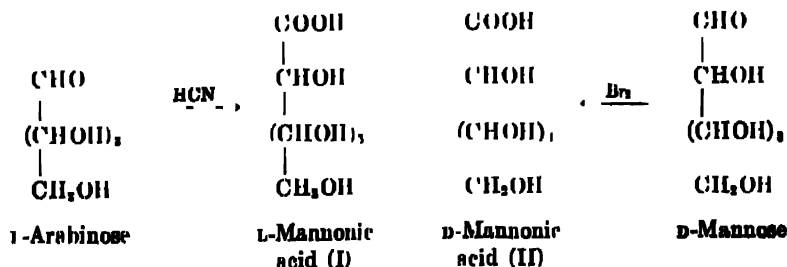 COOH COOH CHO
CHO CHOH CHOH CHOH
HCN Br₂
(CHOH)₃ (CHOH)₃ (CHOH) (CHOH)₃
CH₂OH CH₂OH CH₂OH CH₂OH
L-Arabinose L-Mannonic D-Mannonic D-Mannose
acid (I) acid (II)